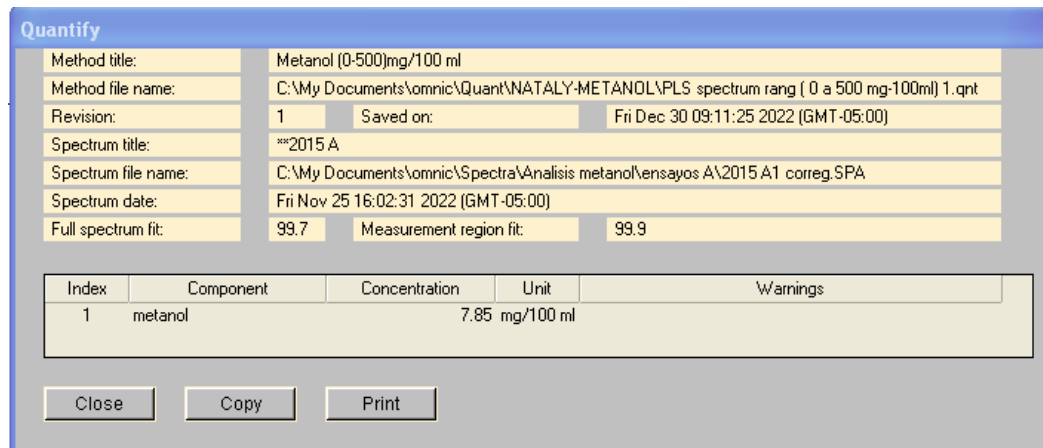 Quantify
Method title: Metanol (0-500)mg/100 ml
Method file name: C:\My Documents\omnic\Quant\NATALY-METANOL\PLS spectrum rang ( 0 a 500 mg-100ml) 1.qnt
Revision: 1 Saved on: Fri Dec 30 09:11:25 2022 (GMT-05:00)
Spectrum title: **2015 A
Spectrum file name: C:\My Documents\omnic\Spectra\Analisis metanol\ensayos A\2015 A1 correg.SPA
Spectrum date: Fri Nov 25 16:02:31 2022 (GMT-05:00)
Full spectrum fit: 99.7 Measurement region fit: 99.9
Index Component Concentration Unit Warnings
1 metanol 7.85 mg/100 ml
Close Copy Print